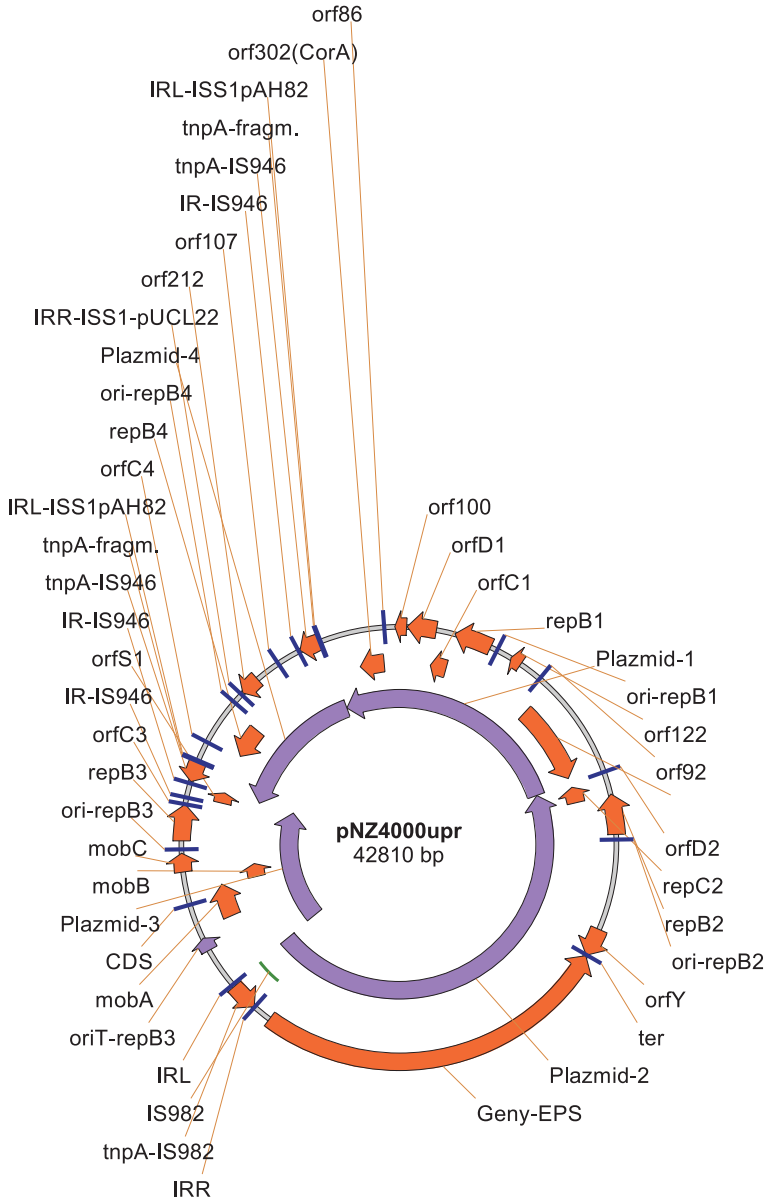 orf86
orf302(CorA)
IRL-ISS1pAH82
tnpA-fragm.
tnpA-IS946
IR-IS946
orf107
orf212
IRR-ISS1-pUCL22
Plazmid-4
ori-repB4
repB4
orfC4
IRL-ISS1pAH82
tnpA-fragm.
tnpA-IS946
IR-IS946
orfS1
IR-IS946
orfC3
repB3
ori-repB3
mobC
mobB
Plazmid-3
CDS
mobA
oriT-repB3
IRL
IS982
tnpA-IS982
IRR
orf100
orfD1
orfC1
repB1
Plazmid-1
ori-repB1
orf122
orf92
orfD2
repC2
repB2
ori-repB2
orfY
ter
Plazmid-2
Geny-EPS
pNZ4000upr
42810 bp